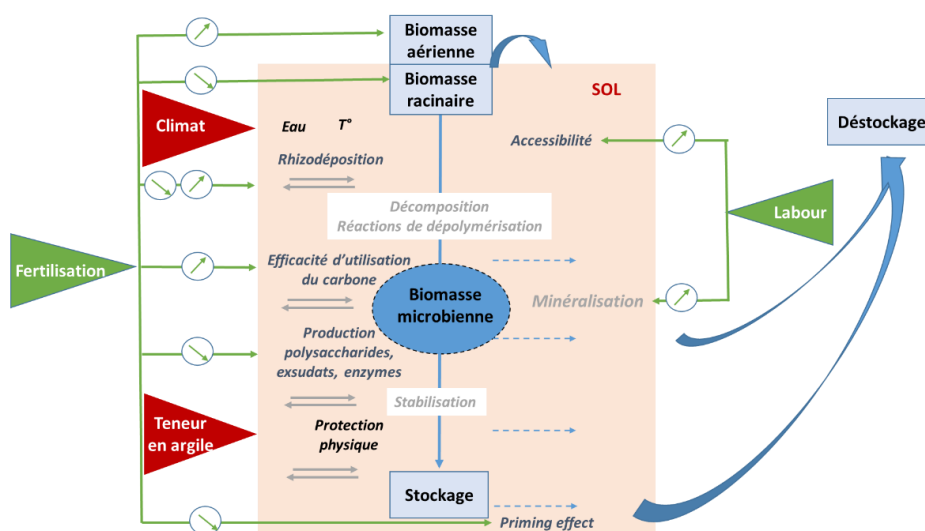 Biomasse
aérienne
Biomasse
racinaire
SOL
Climat
Eau T°
Accessibilité
Déstockage
Rhizodéposition
Décomposition
Réactions de dépolymérisation
Labour
Fertilisation
Efficacité d'utilisation
du carbone
Biomasse
microbienne
Minéralisation
Production
polysaccharides,
exsudats, enzymes
Stabilisation
Teneur
en argile
Protection
physique
Stockage
Priming effect